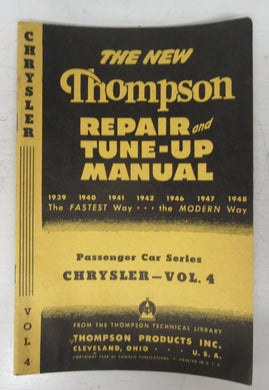 CHRYSLER
VOL 4
THE NEW
Thompson
REPAIR and
TUNE-UP
MANUAL
1939 1940 1941 1942 1946 1947 1948
The FASTEST Way · · · the MODERN Way
Passenger Car Series
CHRYSLER—VOL. 4
FROM THE THOMPSON TECHNICAL LIBRARY
THOMPSON PRODUCTS INC.
CLEVELAND, OHIO . . . U. S. A.
PRINTED IN U. S. A.